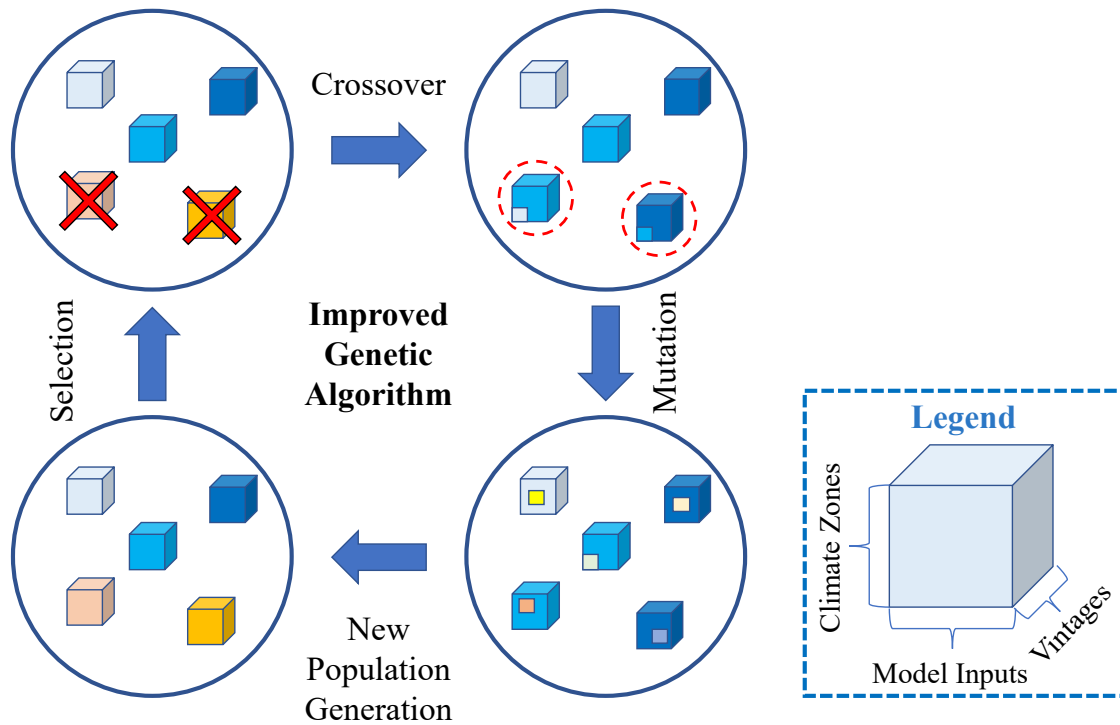 Crossover
Selection
Improved
Genetic
Algorithm
Mutation
New
Population
Generation
Legend
Climate Zones
Vintages
Model Inputs